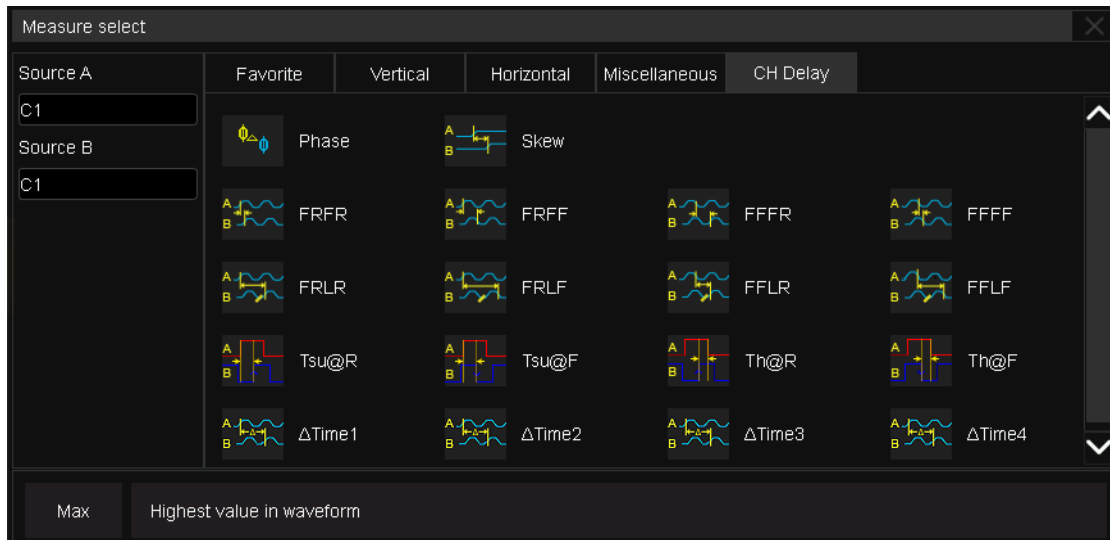 Measure select
Source A
C1
Source B
C1
Favorite Vertical Horizontal Miscellaneous CH Delay
Φ Δ Φ Phase A B Skew
A B FRFR A B FRFF A B FFFR A B FFFF
A B FRLR A B FRLF A B FFLR A B FFLF
A B Tsu@R A B Tsu@F A B Th@R A B Th@F
A B Δ ΔTime1 A B Δ ΔTime2 A B Δ ΔTime3 A B Δ ΔTime4
Max Highest value in waveform